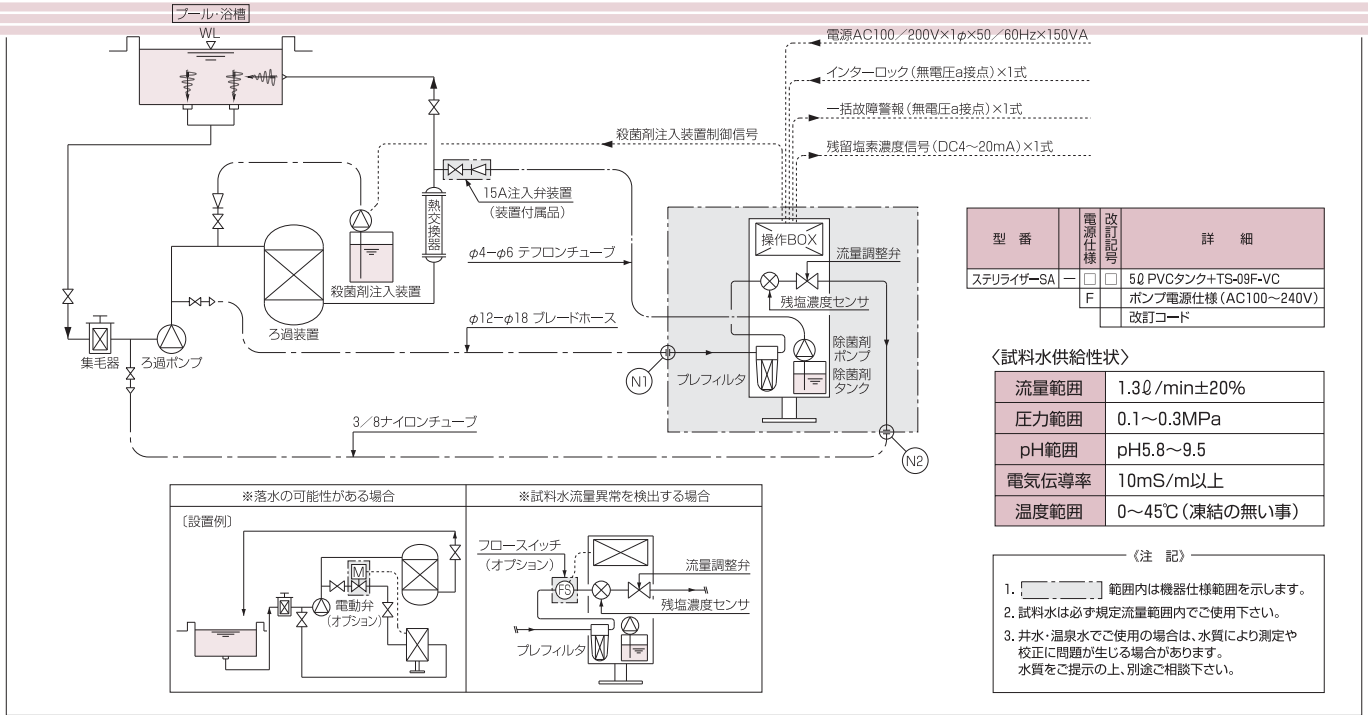 プール・浴槽
WL
電源AC100／200V×1φ×50／60Hz×150VA
インターロック（無電圧a接点）×1式
一括故障警報（無電圧a接点）×1式
残留塩素濃度信号（DC4～20mA）×1式
殺菌剤注入装置制御信号
15A注入弁装置
（装置付属品）
熱交換器
φ4－φ6 テフロンチューブ
殺菌剤注入装置
ろ過装置
φ12－φ18 ブレードホース
集毛器
ろ過ポンプ
3／8ナイロンチューブ
操作BOX
流量調整弁
残塩濃度センサ
除菌剤
ポンプ
除菌剤
タンク
プレフィルタ
N1
N2
型 番 電源仕様 改訂記号 詳 細
ステリライザーSA － □ □ 5ℓ PVCタンク+TS-09F-VC
F ポンプ電源仕様（AC100～240V）
改訂コード
〈試料水供給性状〉
流量範囲 1.3ℓ/min±20%
圧力範囲 0.1～0.3MPa
pH範囲 pH5.8～9.5
電気伝導率 10mS/m以上
温度範囲 0～45℃（凍結の無い事）
《注 記》
1. 範囲内は機器仕様範囲を示します。
2. 試料水は必ず規定流量範囲内でご使用下さい。
3. 井水・温泉水でご使用の場合は、水質により測定や
校正に問題が生じる場合があります。
水質をご提示の上、別途ご相談下さい。
※落水の可能性がある場合
〔設置例〕
M
電動弁
（オプション）
※試料水流量異常を検出する場合
フロースイッチ
（オプション）
FS
流量調整弁
残塩濃度センサ
プレフィルタ